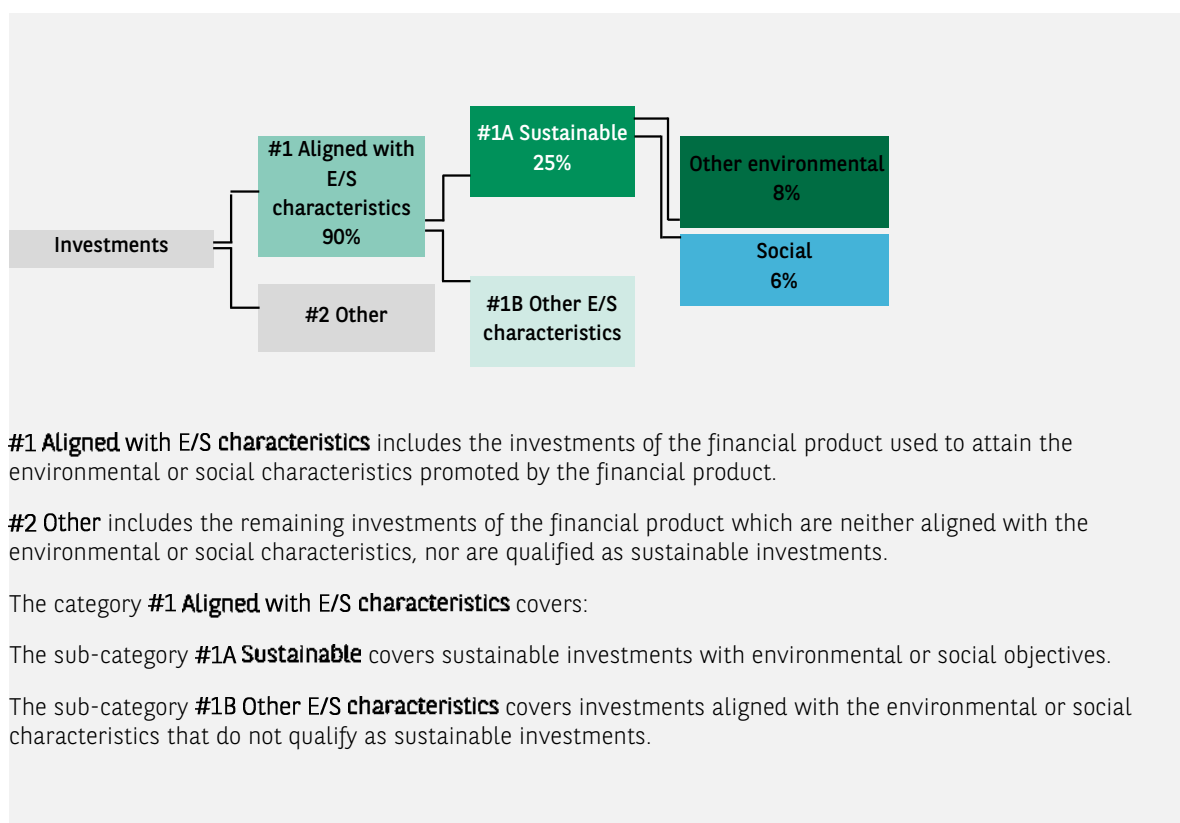 #1A Sustainable
25%
#1 Aligned with
E/S
characteristics
90%
Other environmental
8%
Investments
Social
6%
#2 Other
#1B Other E/S
characteristics
#1 Aligned with E/S characteristics includes the investments of the financial product used to attain the
environmental or social characteristics promoted by the financial product.
#2 Other includes the remaining investments of the financial product which are neither aligned with the
environmental or social characteristics, nor are qualified as sustainable investments.
The category #1 Aligned with E/S characteristics covers:
The sub-category #1A Sustainable covers sustainable investments with environmental or social objectives.
The sub-category #1B Other E/S characteristics covers investments aligned with the environmental or social
characteristics that do not qualify as sustainable investments.